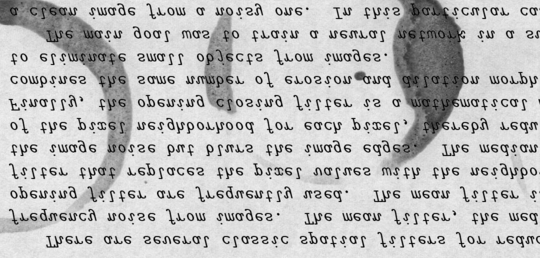 There are several classic spatial filters for reduc
frequency noise from images. The mean filter, the med
opening filter are frequently used. The mean filter i
filter that replaces the pixel values with the neighbo
the image noise but blurs the image edges. The median
of the pixel neighborhood for each pixel, thereby redu
Finally, the opening closing filter is a mathematical
combines the same number of erosion and dilation morph
to eliminate small objects from images.
The main goal was to train a neural network in a su
a clean image from a noisy one. In this particular ca